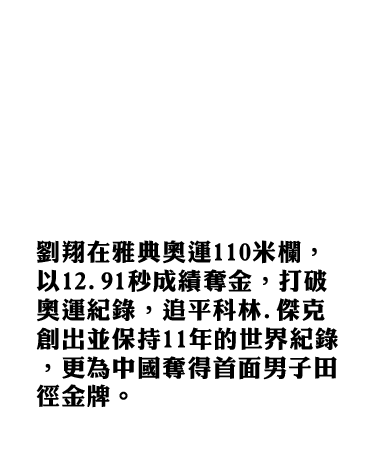 劉翔在雅典奧運110米欄，
以12.91秒成績奪金，打破
奧運紀錄，追平科林.傑克
創出並保持11年的世界紀錄
，更為中國奪得首面男子田
徑金牌。